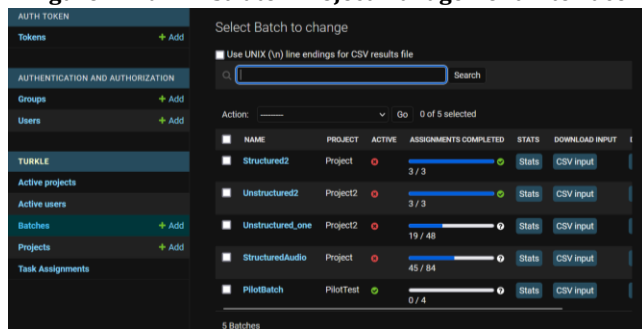 AUTH TOKEN
Tokens + Add
AUTHENTICATION AND AUTHORIZATION
Groups + Add
Users + Add
TURKLE
Active projects
Active users
Batches + Add
Projects + Add
Task Assignments
Select Batch to change
Use UNIX (\n) line endings for CSV results file
Search
Action: --------- Go 0 of 5 selected
NAME PROJECT ACTIVE ASSIGNMENTS COMPLETED STATS DOWNLOAD INPUT
Structured2 Project Stats CSV input
3 / 3
Unstructured2 Project2 Stats CSV input
3 / 3
Unstructured_one Project2 Stats CSV input
19 / 48
StructuredAudio Project Stats CSV input
45 / 84
PilotBatch PilotTest Stats CSV input
0 / 4
5 Batches